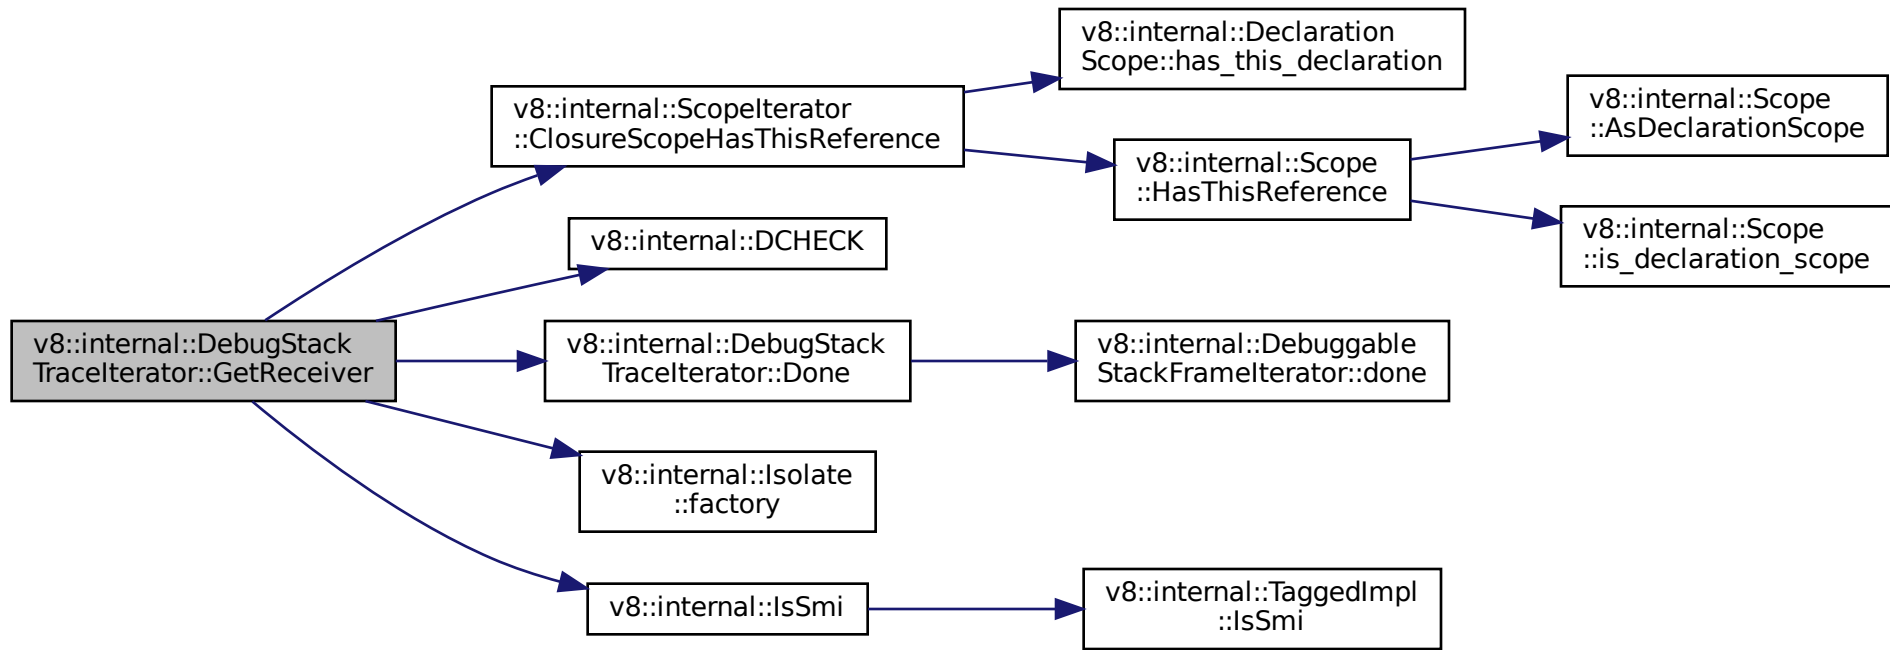 v8::internal::DebugStack
TraceIterator::GetReceiver
v8::internal::ScopeIterator
::ClosureScopeHasThisReference
v8::internal::Declaration
Scope::has_this_declaration
v8::internal::Scope
::HasThisReference
v8::internal::Scope
::AsDeclarationScope
v8::internal::Scope
::is_declaration_scope
v8::internal::DCHECK
v8::internal::DebugStack
TraceIterator::Done
v8::internal::Debuggable
StackFrameIterator::done
v8::internal::Isolate
::factory
v8::internal::IsSmi
v8::internal::TaggedImpl
::IsSmi